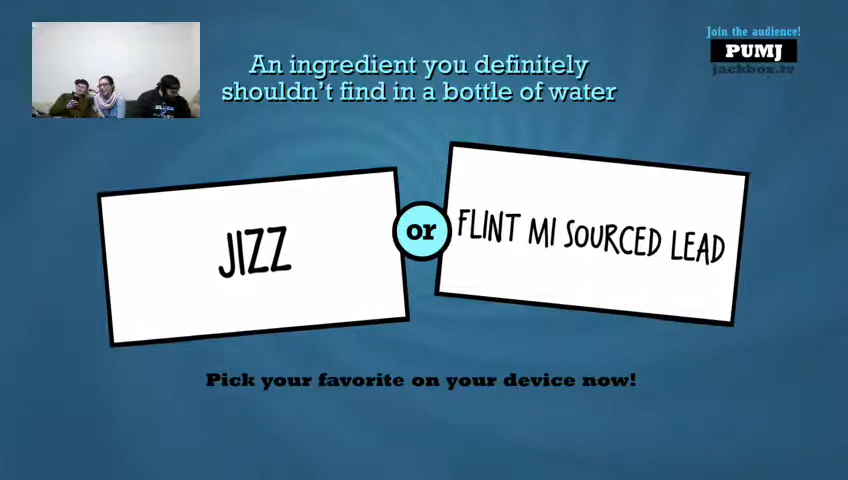 Join the audience!
PUMJ
jackbox.tv
An ingredient you definitely
shouldn't find in a bottle of water
JIZZ
or
FLINT MI SOURCED LEAD
Pick your favorite on your device now!